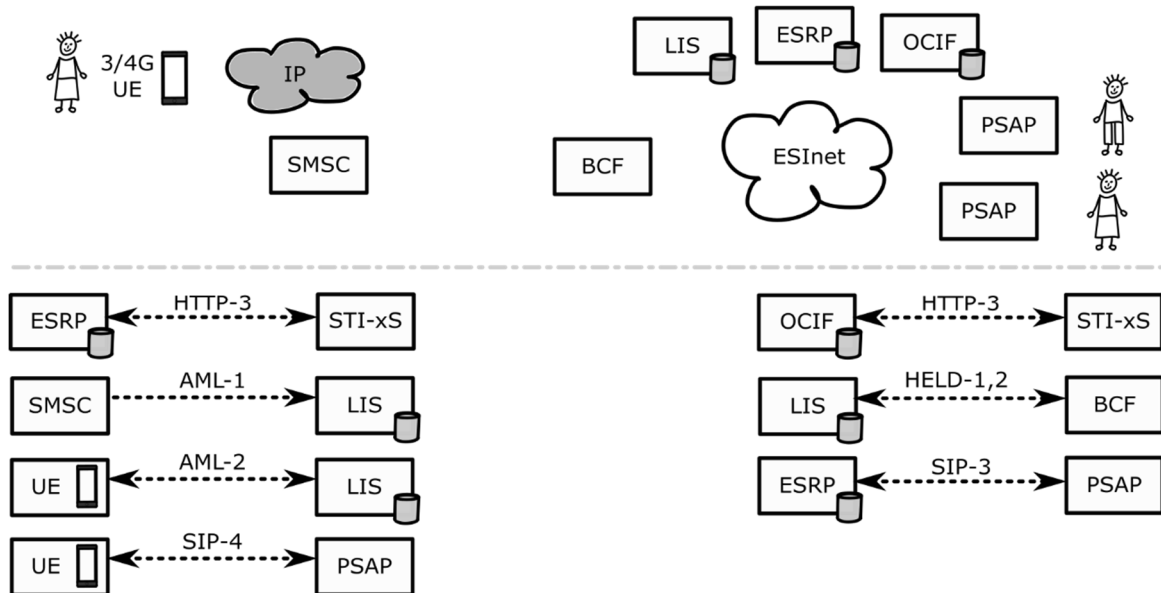 3/4G
UE
IP
SMSC
LIS
ESRP
OCIF
BCF
ESInet
PSAP
PSAP
ESRP HTTP-3 STI-xS
SMSC AML-1 LIS
UE AML-2 LIS
UE SIP-4 PSAP
OCIF HTTP-3 STI-xS
LIS HELD-1,2 BCF
ESRP SIP-3 PSAP